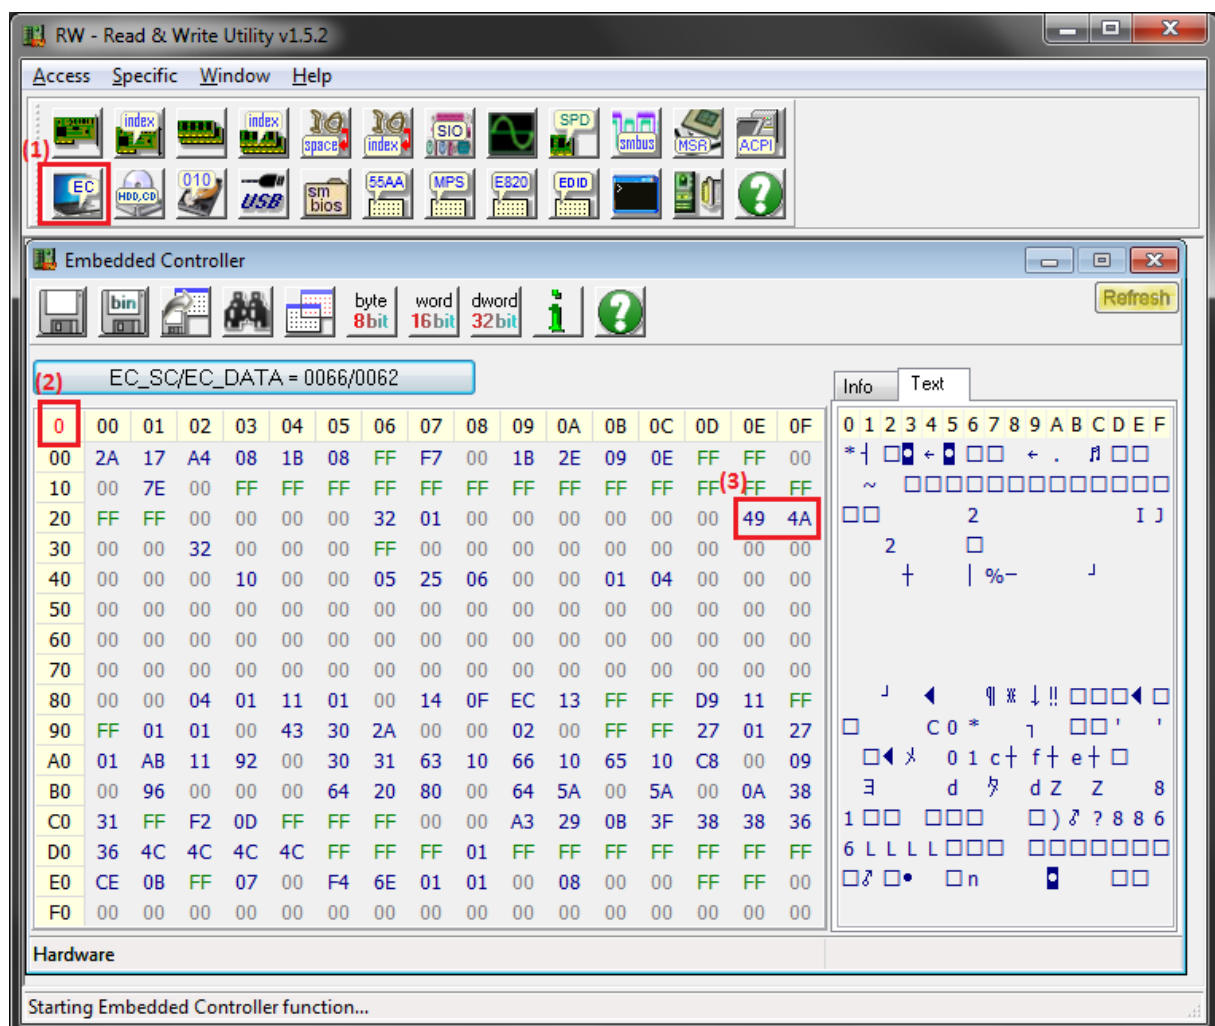 RW - Read & Write Utility v1.5.2
Access Specific Window Help
index index space index SIO SPD smbus MSR ACPI
(1)
EC HDD,CD 010 USB sm bios 55AA MPS E820 EDID
Embedded Controller
bin byte 8bit word 16bit dword 32bit Refresh
(2) EC_SC/EC_DATA = 0066/0062
Info Text
0 00 01 02 03 04 05 06 07 08 09 0A 0B 0C 0D 0E 0F 0 1 2 3 4 5 6 7 8 9 A B C D E F
00 2A 17 A4 08 1B 08 FF F7 00 1B 2E 09 0E FF FF 00
10 00 7E 00 FF FF FF FF FF FF FF FF FF FF FF FF FF
(3)
20 FF FF 00 00 00 00 32 01 00 00 00 00 00 00 49 4A 2 I J
30 00 00 32 00 00 00 FF 00 00 00 00 00 00 00 00 00 2
40 00 00 00 10 00 00 05 25 06 00 00 01 04 00 00 00
50 00 00 00 00 00 00 00 00 00 00 00 00 00 00 00 00
60 00 00 00 00 00 00 00 00 00 00 00 00 00 00 00 00
70 00 00 00 00 00 00 00 00 00 00 00 00 00 00 00 00
80 00 00 04 01 11 01 00 14 0F EC 13 FF FF D9 11 FF
90 FF 01 01 00 43 30 2A 00 00 02 00 FF FF 27 01 27 C 0 * ' '
A0 01 AB 11 92 00 30 31 63 10 66 10 65 10 C8 00 09 0 1 c f e
B0 00 96 00 00 00 64 20 80 00 64 5A 00 5A 00 0A 38 d d Z Z 8
C0 31 FF F2 0D FF FF FF 00 00 A3 29 0B 3F 38 38 36 1 ) ? 8 8 6
D0 36 4C 4C 4C 4C FF FF FF 01 FF FF FF FF FF FF FF 6 L L L L
E0 CE 0B FF 07 00 F4 6E 01 01 00 08 00 00 FF FF 00 n
F0 00 00 00 00 00 00 00 00 00 00 00 00 00 00 00 00
Hardware
Starting Embedded Controller function...